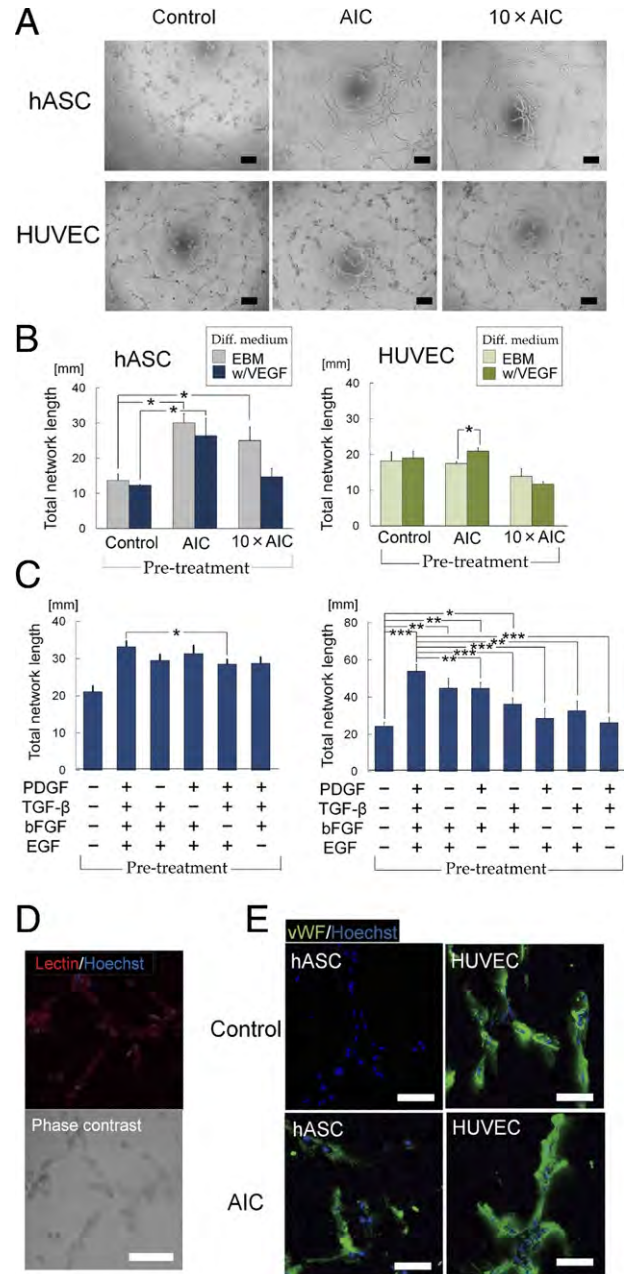 A
Control AIC 10 × AIC
hASC
HUVEC
B
[mm] hASC
Diff. medium
EBM
w/VEGF
Total network length
40
30
20
10
0
* * *
Control AIC 10 × AIC
Pre-treatment
[mm] HUVEC
Diff. medium
EBM
w/VEGF
Total network length
40
20
0
*
Control AIC 10 × AIC
Pre-treatment
C
[mm]
Total network length
40
30
20
10
0
*
PDGF − + − + + +
TGF-β − + + − + +
bFGF − + + + − +
EGF − + + + + −
Pre-treatment
[mm]
Total network length
80
60
40
20
0
*
**
**
***
***
**
***
***
**
PDGF − + − + − + − +
TGF-β − + + − + − + +
bFGF − + + + + − − −
EGF − + + + − + + −
Pre-treatment
D
Lectin/Hoechst
Phase contrast
E
vWF/Hoechst
Control
hASC HUVEC
AIC
hASC HUVEC